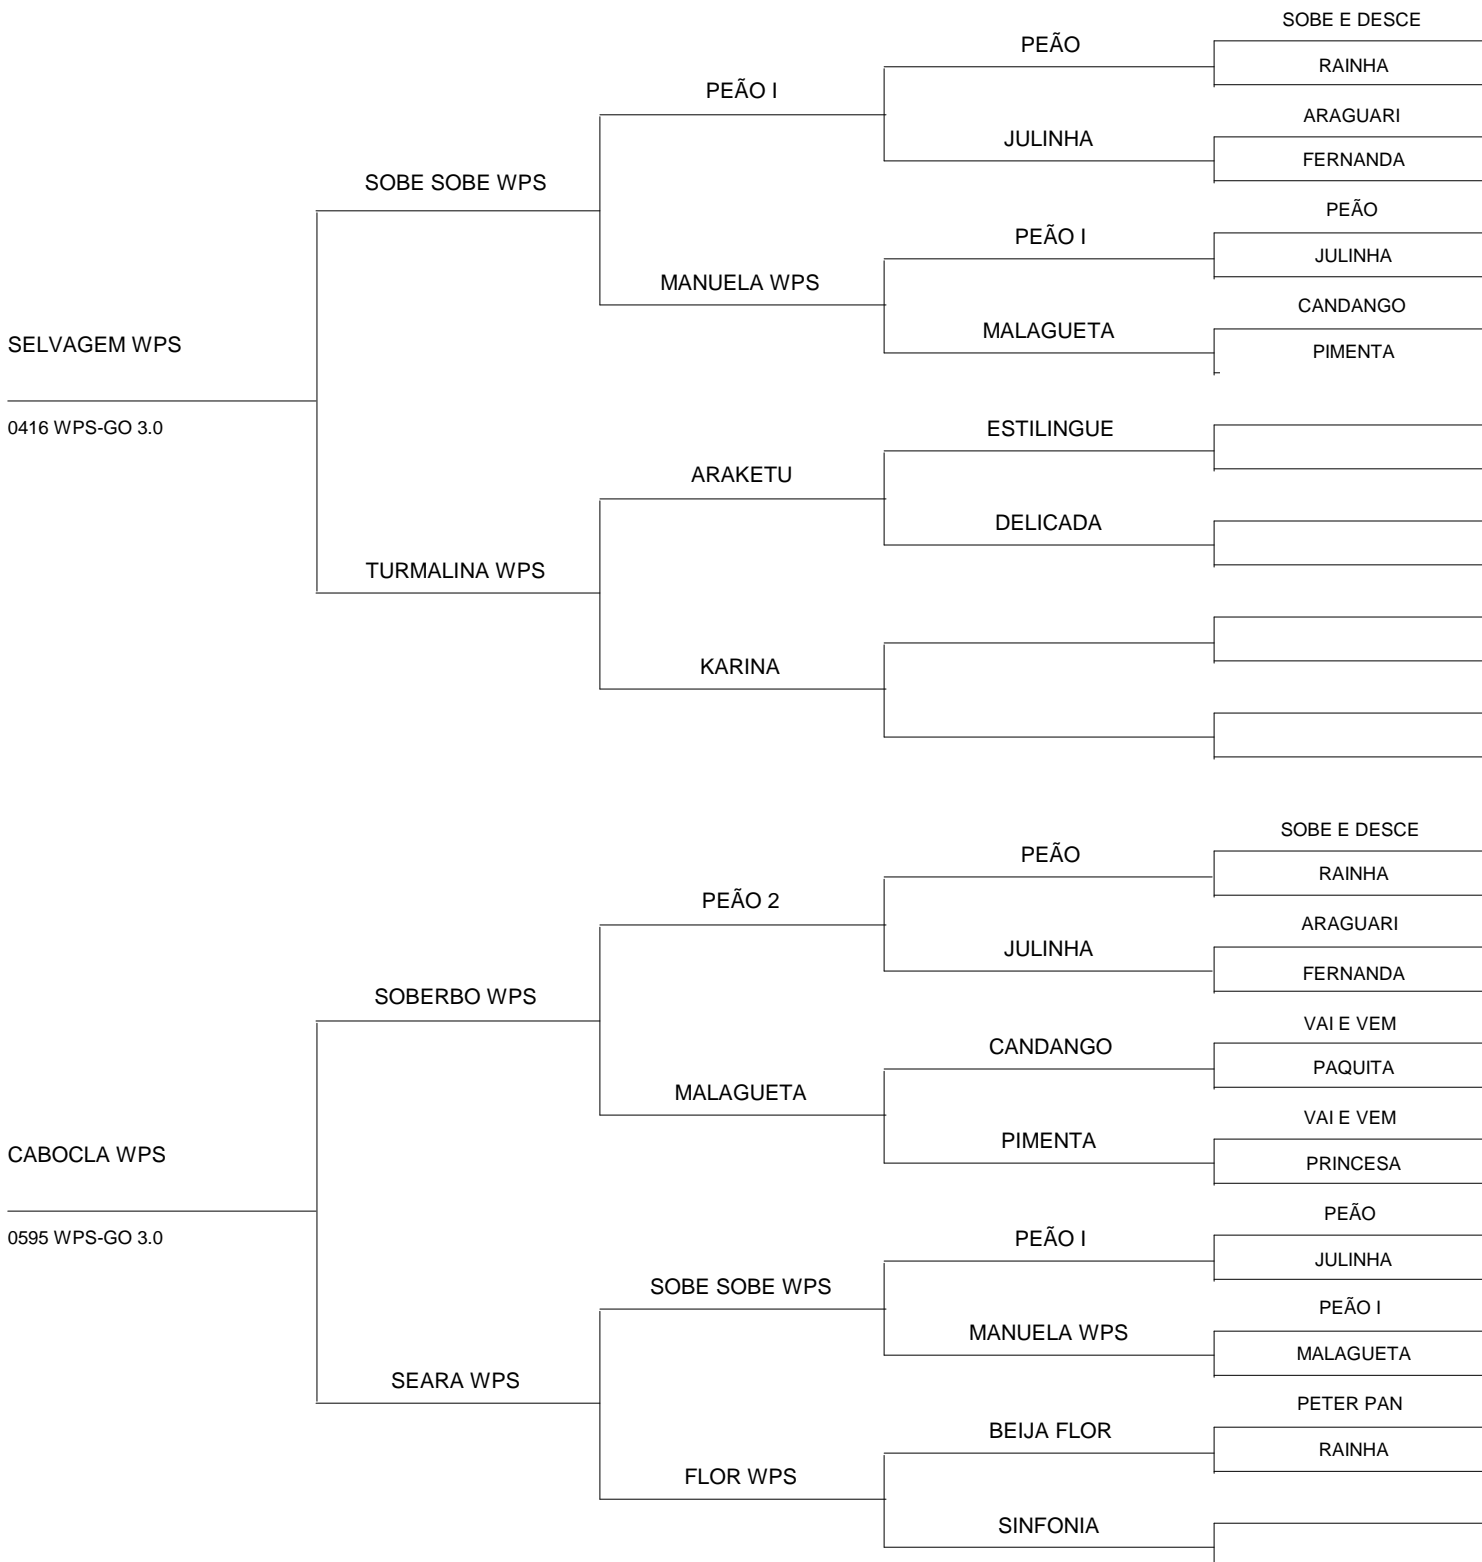 SOBE E DESCE
PEÃO
RAINHA
PEÃO I
ARAGUARI
JULINHA
FERNANDA
SOBE SOBE WPS
PEÃO
PEÃO I
JULINHA
MANUELA WPS
CANDANGO
MALAGUETA
PIMENTA
SELVAGEM WPS
0416 WPS-GO 3.0
ESTILINGUE
ARAKETU
DELICADA
TURMALINA WPS
KARINA
SOBE E DESCE
PEÃO
RAINHA
PEÃO 2
ARAGUARI
JULINHA
FERNANDA
SOBERBO WPS
VAI E VEM
CANDANGO
PAQUITA
MALAGUETA
VAI E VEM
PIMENTA
PRINCESA
CABOCLA WPS
0595 WPS-GO 3.0
PEÃO
PEÃO I
JULINHA
SOBE SOBE WPS
PEÃO I
MANUELA WPS
MALAGUETA
SEARA WPS
PETER PAN
BEIJA FLOR
RAINHA
FLOR WPS
SINFONIA